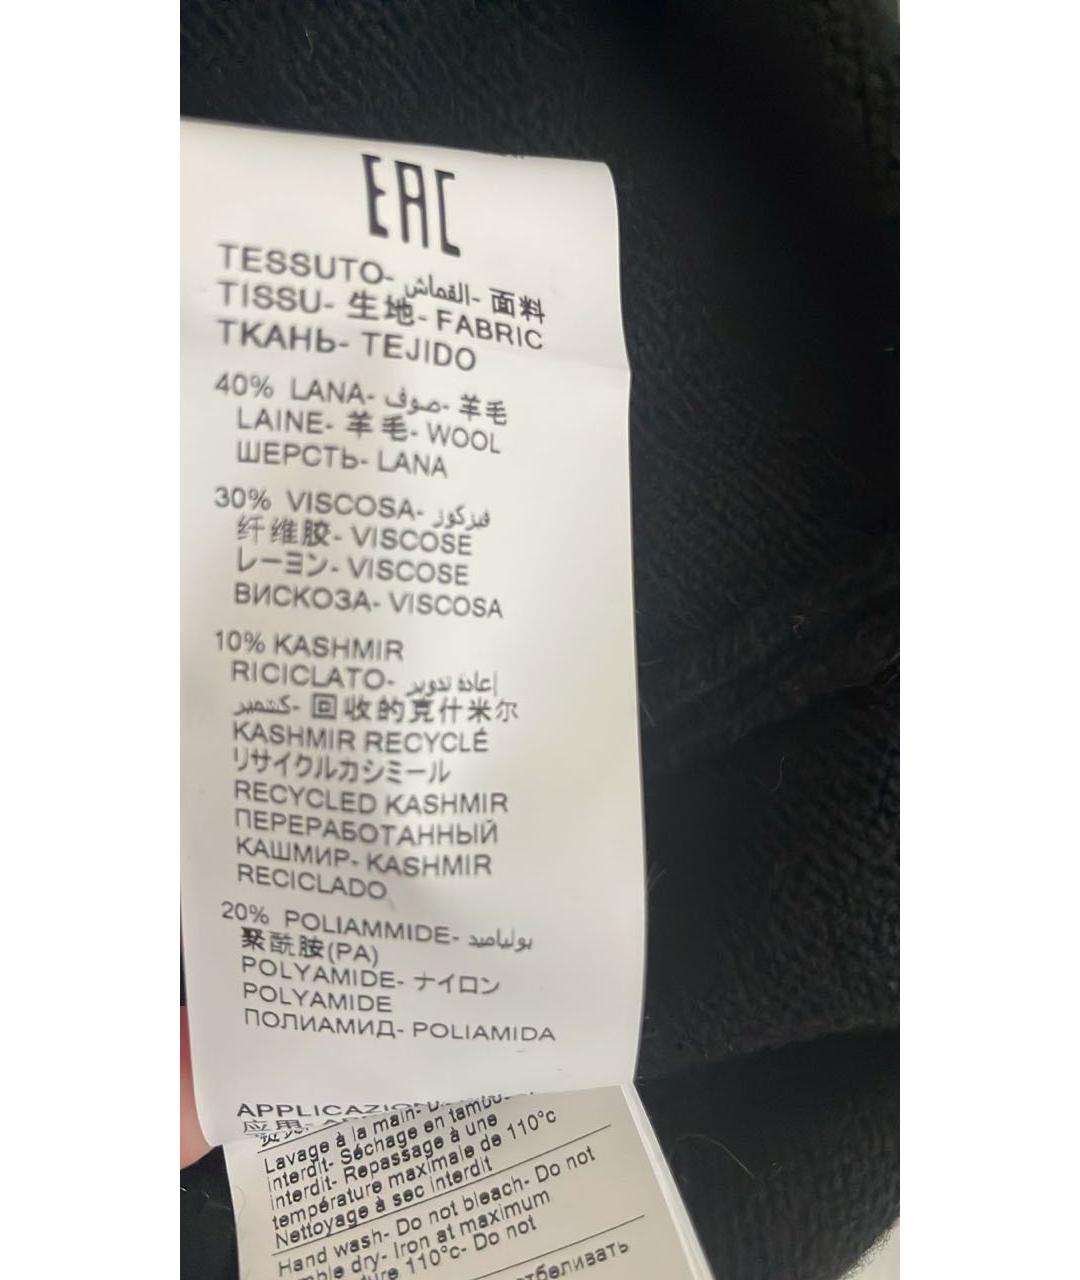 EAC
TESSUTO- القماش- 面料
TISSU- 生地- FABRIC
ТКАНЬ- TEJIDO
40% LANA- صوف- 羊毛
LAINE- 羊毛- WOOL
ШЕРСТЬ- LANA
30% VISCOSA- فيزكوز
纤维胶- VISCOSE
レーヨン- VISCOSE
ВИСКОЗА- VISCOSA
10% KASHMIR
RICICLATO- إعادة تدوير
كشمير- 回收的克什米尔
KASHMIR RECYCLÉ
リサイクルカシミール
RECYCLED KASHMIR
ПЕРЕРАБОТАННЫЙ
КАШМИР- KASHMIR
RECICLADO
20% POLIAMMIDE- بولياميد
聚酰胺(PA)
POLYAMIDE- ナイロン
POLYAMIDE
ПОЛИАМИД- POLIAMIDA
Lavage à la main-
interdit- Séchage en
interdit- Repassage à une
température maximale de 110°c
Nettoyage à sec interdit
Hand wash- Do not bleach- Do not
dry- Iron at maximum
110°c- Do not